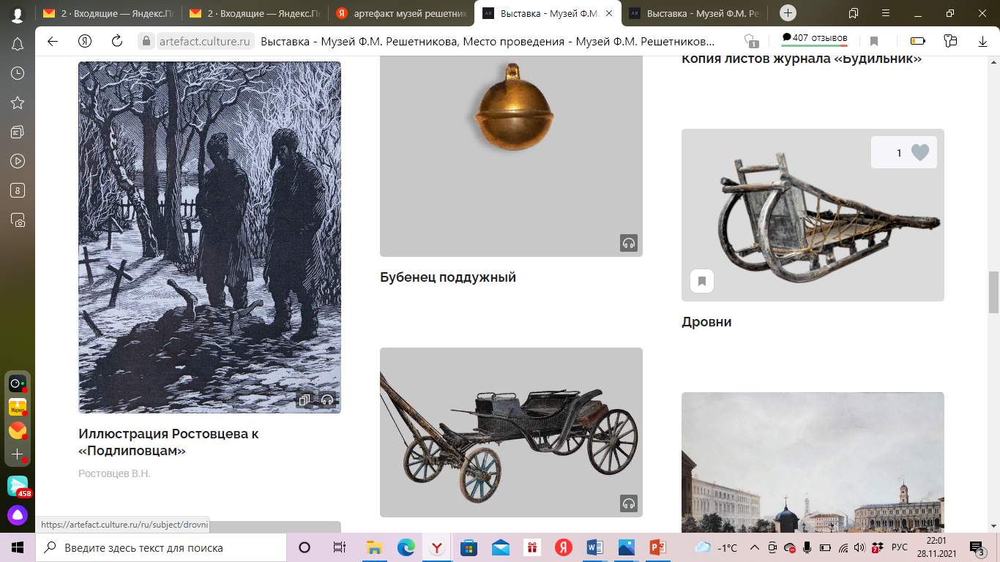 2 · Входящие — Яндекс.По
2 · Входящие — Яндекс.По
артефакт музей решетник
Выставка - Музей Ф.М.
Выставка - Музей Ф.М. Ре
artefact.culture.ru
Выставка - Музей Ф.М. Решетникова, Место проведения - Музей Ф.М. Решетников...
1
407 отзывов
8
Маркет
458
Иллюстрация Ростовцева к
«Подлиповцам»
Ростовцев В.Н.
Бубенец поддужный
Копия листов журнала «Будильник»
1
Дровни
https://artefact.culture.ru/ru/subject/drovni
Введите здесь текст для поиска
-1°C
7
РУС
22:01
28.11.2021
3